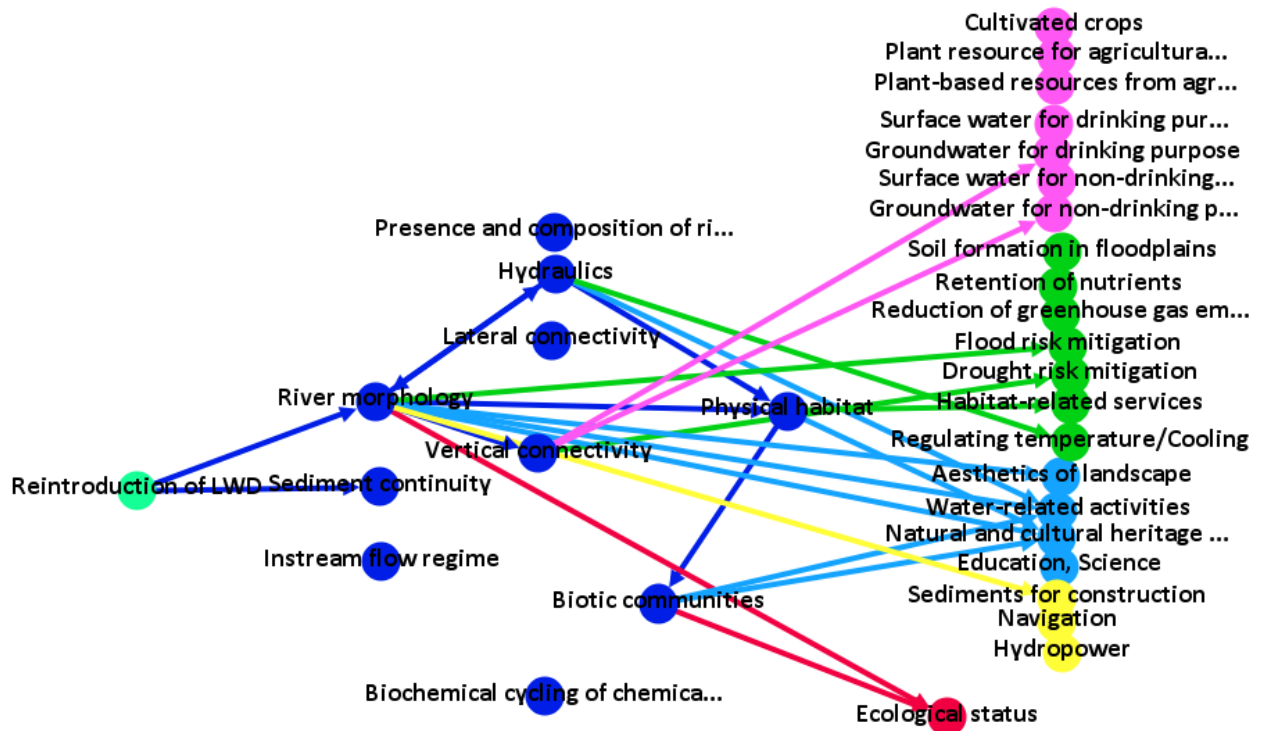 Cultivated crops
Plant resource for agricultura...
Plant-based resources from agr...
Surface water for drinking pur...
Groundwater for drinking purpose
Surface water for non-drinking...
Groundwater for non-drinking p...
Presence and composition of ri...
Soil formation in floodplains
Hydraulics
Retention of nutrients
Reduction of greenhouse gas em...
Lateral connectivity
Flood risk mitigation
Drought risk mitigation
River morphology
Physical habitat
Habitat-related services
Regulating temperature/Cooling
Vertical connectivity
Aesthetics of landscape
Reintroduction of LWD
Sediment continuity
Water-related activities
Natural and cultural heritage ...
Instream flow regime
Education, Science
Biotic communities
Sediments for construction
Navigation
Hydropower
Biochemical cycling of chemica...
Ecological status